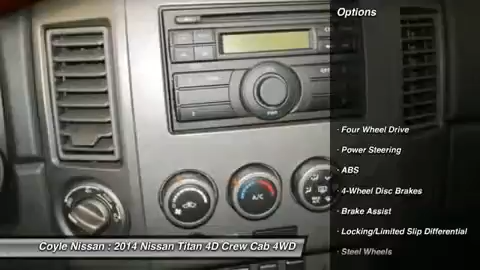 Options
· Four Wheel Drive
· Power Steering
· ABS
· 4-Wheel Disc Brakes
· Brake Assist
· Locking/Limited Slip Differential
· Steel Wheels
PWR
A/C
Coyle Nissan : 2014 Nissan Titan 4D Crew Cab 4WD